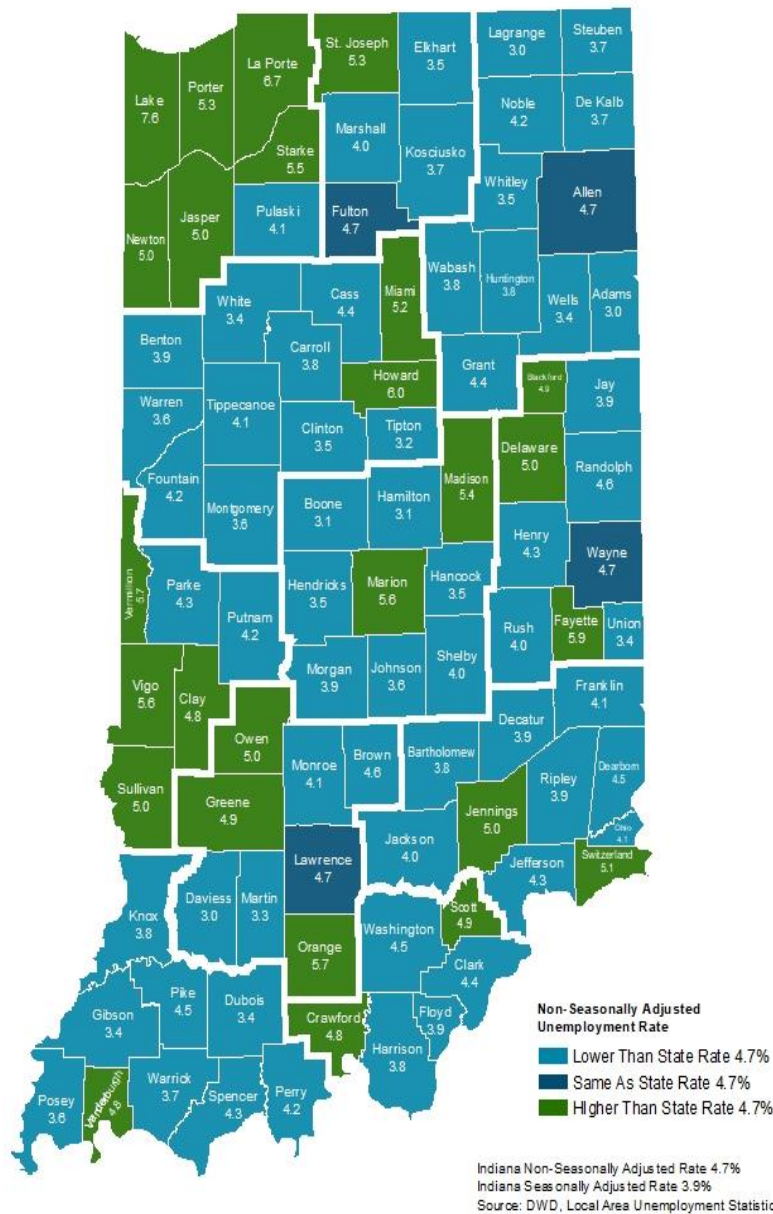 St. Joseph
5.3
Elkhart
3.5
Lagrange
3.0
Steuben
3.7
La Porte
6.7
Porter
5.3
Lake
7.6
Noble
4.2
De Kalb
3.7
Marshall
4.0
Starke
5.5
Kosciusko
3.7
Whitley
3.5
Allen
4.7
Newton
5.0
Jasper
5.0
Pulaski
4.1
Fulton
4.7
Miami
5.2
Wabash
3.8
Huntington
Wells
3.4
Adams
3.0
White
3.4
Cass
4.4
Benton
3.9
Carroll
3.8
Howard
6.0
Grant
4.4
Blackford
4.9
Jay
3.9
Warren
3.6
Tippecanoe
4.1
Clinton
3.5
Tipton
3.2
Madison
5.4
Delaware
5.0
Randolph
4.6
Fountain
4.2
Montgomery
3.6
Boone
3.1
Hamilton
3.1
Henry
4.3
Wayne
4.7
Vermillion
5.7
Parke
4.3
Putnam
4.2
Hendricks
3.5
Marion
5.6
Hancock
3.5
Rush
4.0
Fayette
5.9
Union
3.4
Vigo
5.6
Clay
4.8
Morgan
3.9
Johnson
3.6
Shelby
4.0
Franklin
4.1
Owen
5.0
Decatur
3.9
Monroe
4.1
Brown
4.6
Bartholomew
3.8
Ripley
3.9
Dearborn
4.5
Sullivan
5.0
Greene
4.9
Jennings
5.0
Ohio
4.1
Jackson
4.0
Jefferson
4.3
Switzerland
5.1
Lawrence
4.7
Knox
3.8
Daviess
3.0
Martin
3.3
Washington
4.5
Scott
4.9
Orange
5.7
Clark
4.4
Gibson
3.4
Pike
4.5
Dubois
3.4
Crawford
4.8
Floyd
3.9
Harrison
3.8
Posey
3.6
Vanderburgh
4.8
Warrick
3.7
Spencer
4.3
Perry
4.2
Non-Seasonally Adjusted
Unemployment Rate
Lower Than State Rate 4.7%
Same As State Rate 4.7%
HIgher Than State Rate 4.7%
Indiana Non-Seasonally Adjusted Rate 4.7%
Indiana Seasonally Adjusted Rate 3.9%
Source: DWD, Local Area Unemployment Statistic